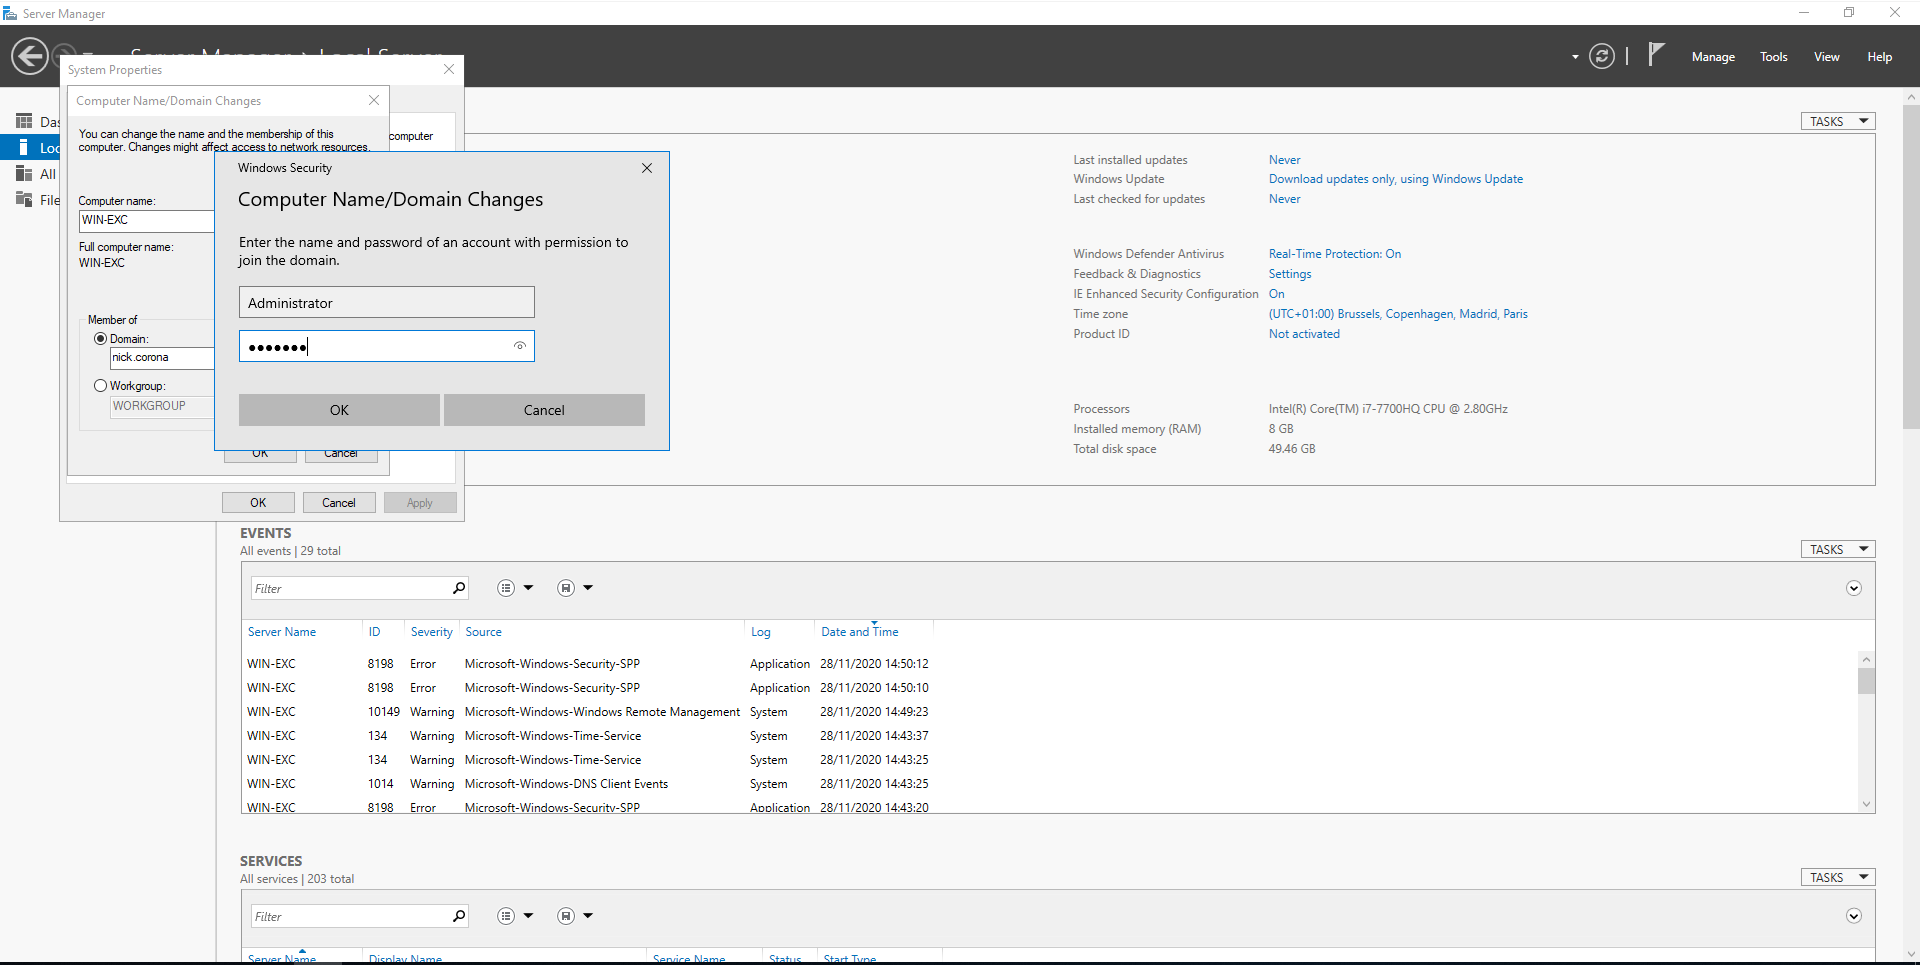 Server Manager
Manage
Tools
View
Help
System Properties
Computer Name/Domain Changes
You can change the name and the membership of this
computer. Changes might affect access to network resources.
computer
Computer name:
WIN-EXC
Full computer name:
WIN-EXC
Member of
Domain:
nick.corona
Workgroup:
WORKGROUP
OK
Cancel
OK
Cancel
Apply
Windows Security
Computer Name/Domain Changes
Enter the name and password of an account with permission to
join the domain.
Administrator
OK
Cancel
All
TASKS
Last installed updates Never
Windows Update Download updates only, using Windows Update
Last checked for updates Never
Windows Defender Antivirus Real-Time Protection: On
Feedback & Diagnostics Settings
IE Enhanced Security Configuration On
Time zone (UTC+01:00) Brussels, Copenhagen, Madrid, Paris
Product ID Not activated
Processors Intel(R) Core(TM) i7-7700HQ CPU @ 2.80GHz
Installed memory (RAM) 8 GB
Total disk space 49.46 GB
EVENTS
All events | 29 total
TASKS
Filter
Server Name ID Severity Source Log Date and Time
WIN-EXC 8198 Error Microsoft-Windows-Security-SPP Application 28/11/2020 14:50:12
WIN-EXC 8198 Error Microsoft-Windows-Security-SPP Application 28/11/2020 14:50:10
WIN-EXC 10149 Warning Microsoft-Windows-Windows Remote Management System 28/11/2020 14:49:23
WIN-EXC 134 Warning Microsoft-Windows-Time-Service System 28/11/2020 14:43:37
WIN-EXC 134 Warning Microsoft-Windows-Time-Service System 28/11/2020 14:43:25
WIN-EXC 1014 Warning Microsoft-Windows-DNS Client Events System 28/11/2020 14:43:25
WIN-EXC 8198 Error Microsoft-Windows-Security-SPP Application 28/11/2020 14:43:20
SERVICES
All services | 203 total
TASKS
Filter
Server Name Display Name Service Name Status Start Type